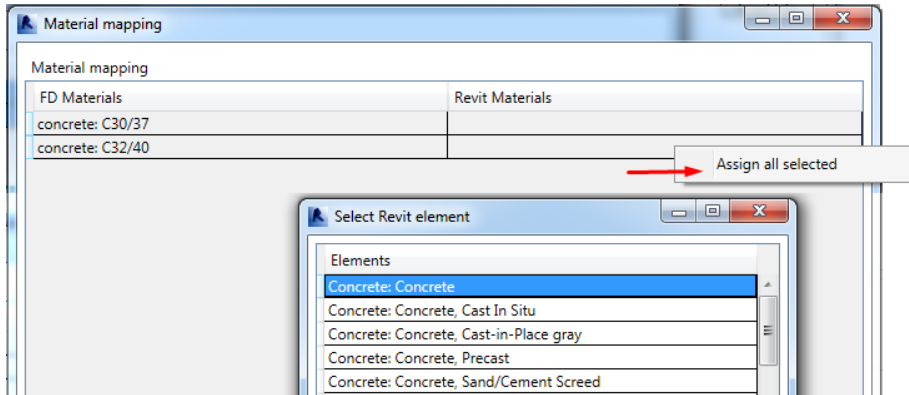 Material mapping
Material mapping
FD Materials Revit Materials
concrete: C30/37
concrete: C32/40
Assign all selected
Select Revit element
Elements
Concrete: Concrete
Concrete: Concrete, Cast In Situ
Concrete: Concrete, Cast-in-Place gray
Concrete: Concrete, Precast
Concrete: Concrete, Sand/Cement Screed